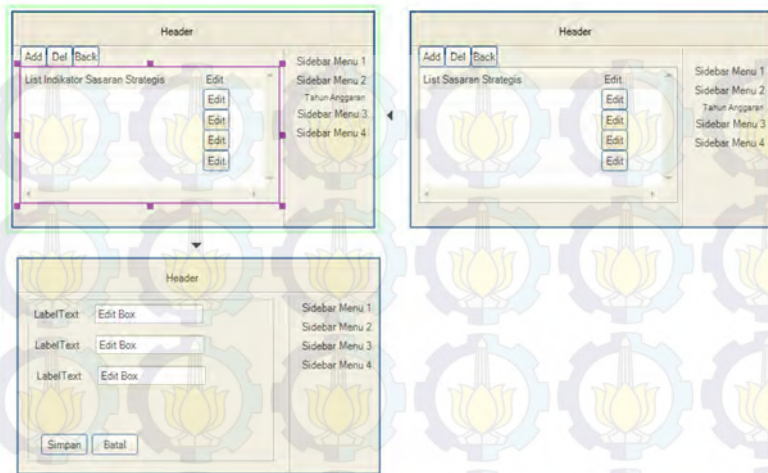 Header
Add Del Back
List Indikator Sasaran Strategis Edit
Edit
Edit
Edit
Edit
Sidebar Menu 1
Sidebar Menu 2
Tahun Anggaran
Sidebar Menu 3
Sidebar Menu 4
Header
Add Del Back
List Sasaran Strategis Edit
Edit
Edit
Edit
Edit
Sidebar Menu 1
Sidebar Menu 2
Tahun Anggaran
Sidebar Menu 3
Sidebar Menu 4
Header
LabelText Edit Box
LabelText Edit Box
LabelText Edit Box
Simpan Batal
Sidebar Menu 1
Sidebar Menu 2
Sidebar Menu 3
Sidebar Menu 4